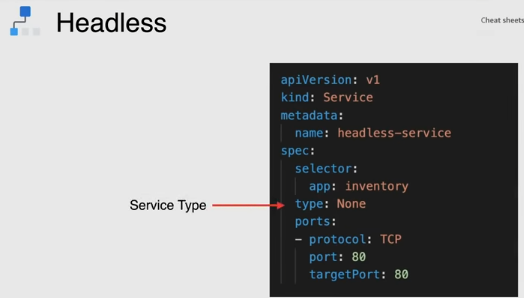 Headless
Cheat sheets
apiVersion: v1
kind: Service
metadata:
  name: headless-service
spec:
  selector:
    app: inventory
Service Type
  type: None
  ports:
  - protocol: TCP
    port: 80
    targetPort: 80